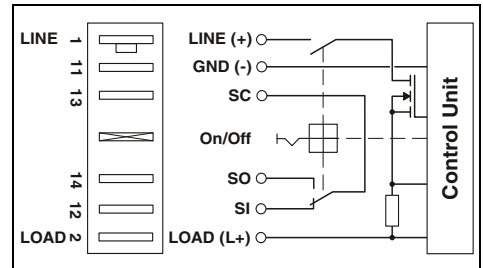 LINE 1 LINE (+)
11 GND (-)
13 SC
On/Off
14 SO
12 SI
LOAD 2 LOAD (L+)
Control Unit